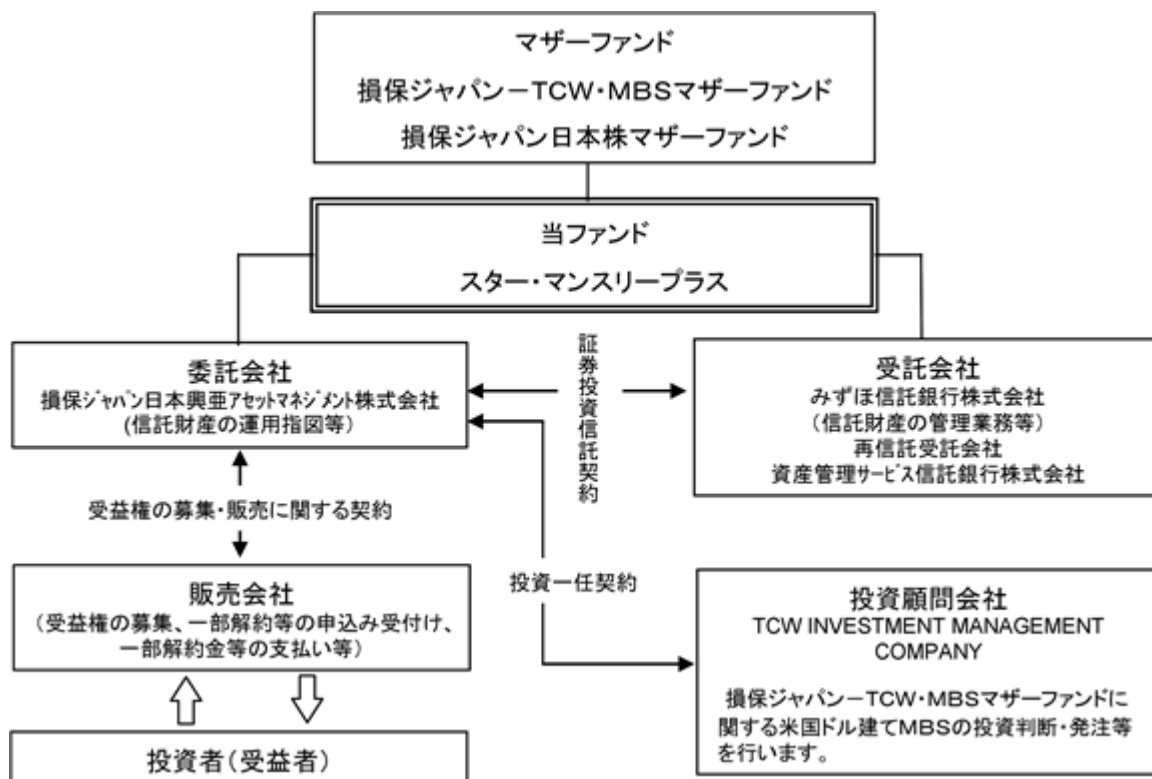 マザーファンド
損保ジャパン－TCW・MBSマザーファンド
損保ジャパン日本株マザーファンド
当ファンド
スター・マンスリープラス
委託会社
損保ｼﾞｬﾊﾟﾝ日本興亜ｱｾｯﾄﾏﾈｼﾞﾒﾝﾄ株式会社
(信託財産の運用指図等)
証券投資信託契約
受託会社
みずほ信託銀行株式会社
(信託財産の管理業務等)
再信託受託会社
資産管理ｻｰﾋﾞｽ信託銀行株式会社
受益権の募集・販売に関する契約
販売会社
(受益権の募集、一部解約等の申込み受付け、
一部解約金等の支払い等)
投資一任契約
投資顧問会社
TCW INVESTMENT MANAGEMENT
COMPANY
損保ジャパン－TCW・MBSマザーファンドに
関する米国ドル建てMBSの投資判断・発注等
を行います。
投資者(受益者)